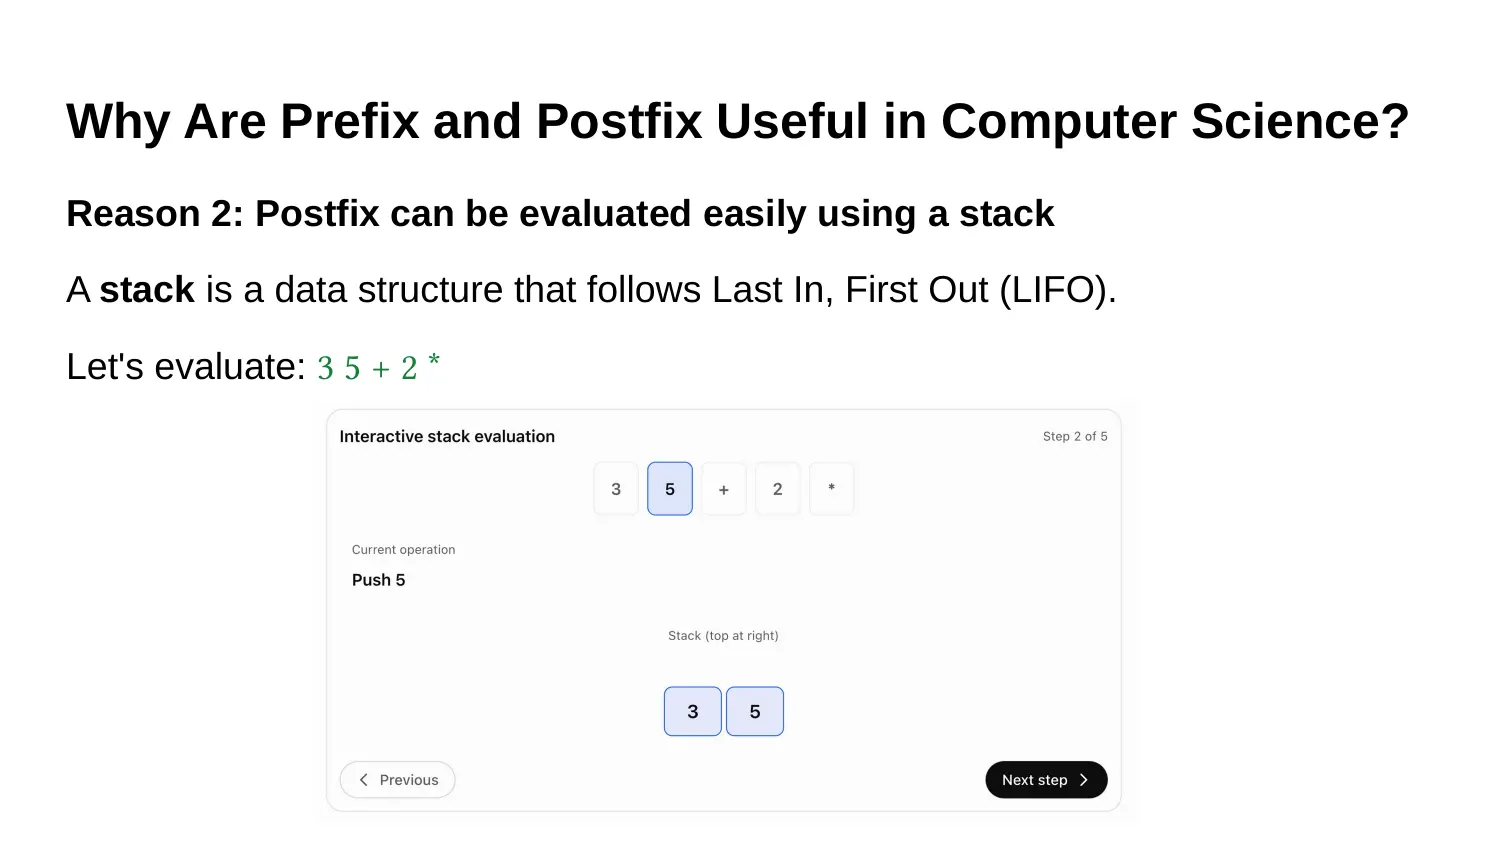 Why Are Prefix and Postfix Useful in Computer Science?
Reason 2: Postfix can be evaluated easily using a stack
A stack is a data structure that follows Last In, First Out (LIFO).
Let's evaluate: 3 5 + 2 *
Interactive stack evaluation
Step 2 of 5
3 5 + 2 *
Current operation
Push 5
Stack (top at right)
3 5
Previous
Next step